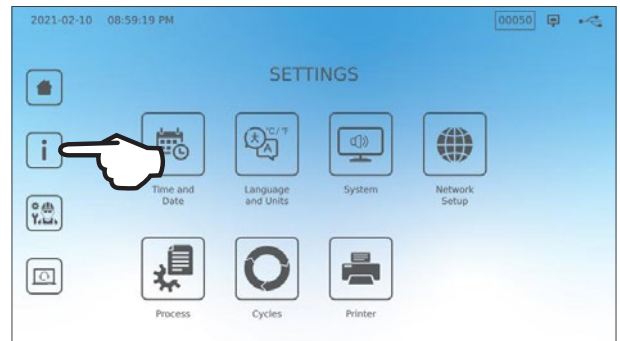 2021-02-10 08:59:19 PM 00050
SETTINGS
i
°C/°F
A
Time and
Date
Language
and Units
System
Network
Setup
Process
Cycles
Printer